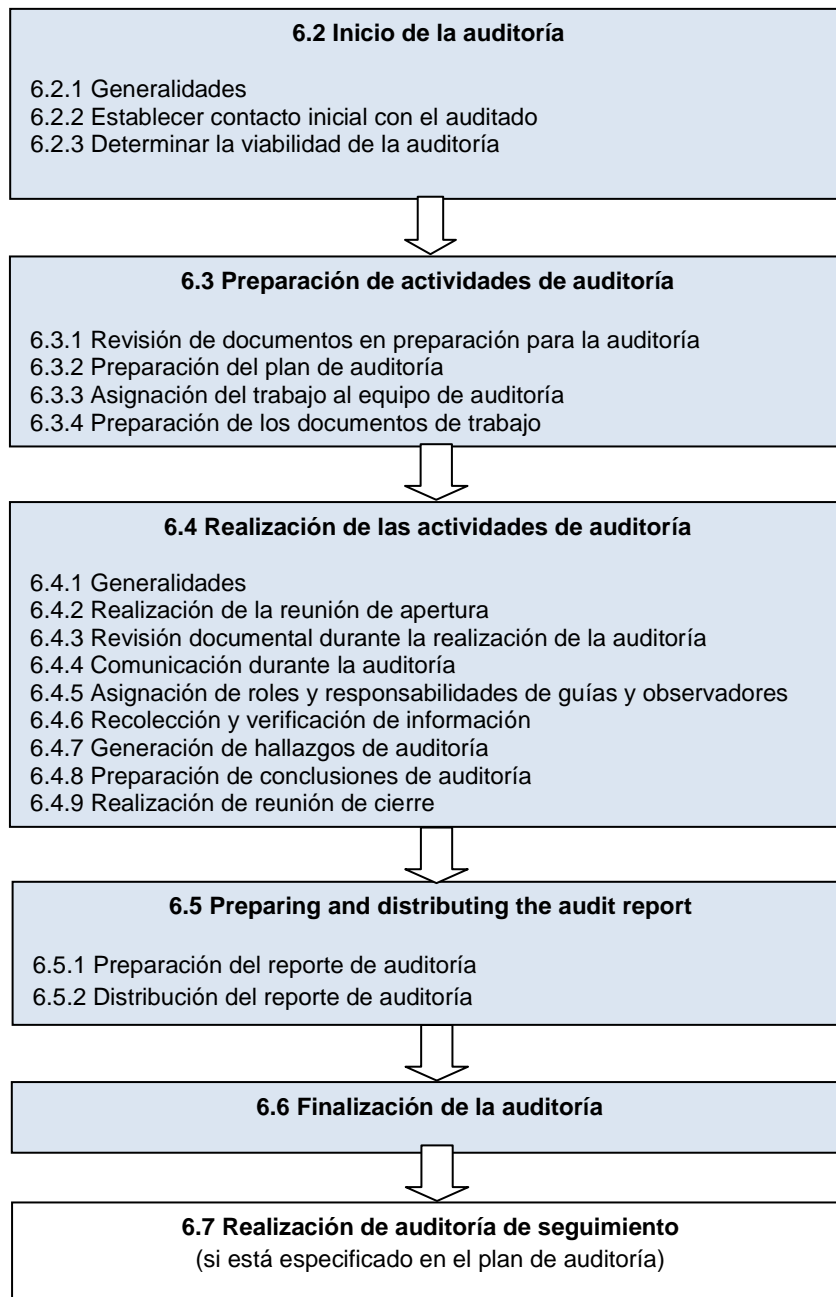 6.2 Inicio de la auditoría
6.2.1 Generalidades
6.2.2 Establecer contacto inicial con el auditado
6.2.3 Determinar la viabilidad de la auditoría
6.3 Preparación de actividades de auditoría
6.3.1 Revisión de documentos en preparación para la auditoría
6.3.2 Preparación del plan de auditoría
6.3.3 Asignación del trabajo al equipo de auditoría
6.3.4 Preparación de los documentos de trabajo
6.4 Realización de las actividades de auditoría
6.4.1 Generalidades
6.4.2 Realización de la reunión de apertura
6.4.3 Revisión documental durante la realización de la auditoría
6.4.4 Comunicación durante la auditoría
6.4.5 Asignación de roles y responsabilidades de guías y observadores
6.4.6 Recolección y verificación de información
6.4.7 Generación de hallazgos de auditoría
6.4.8 Preparación de conclusiones de auditoría
6.4.9 Realización de reunión de cierre
6.5 Preparing and distributing the audit report
6.5.1 Preparación del reporte de auditoría
6.5.2 Distribución del reporte de auditoría
6.6 Finalización de la auditoría
6.7 Realización de auditoría de seguimiento
(si está especificado en el plan de auditoría)